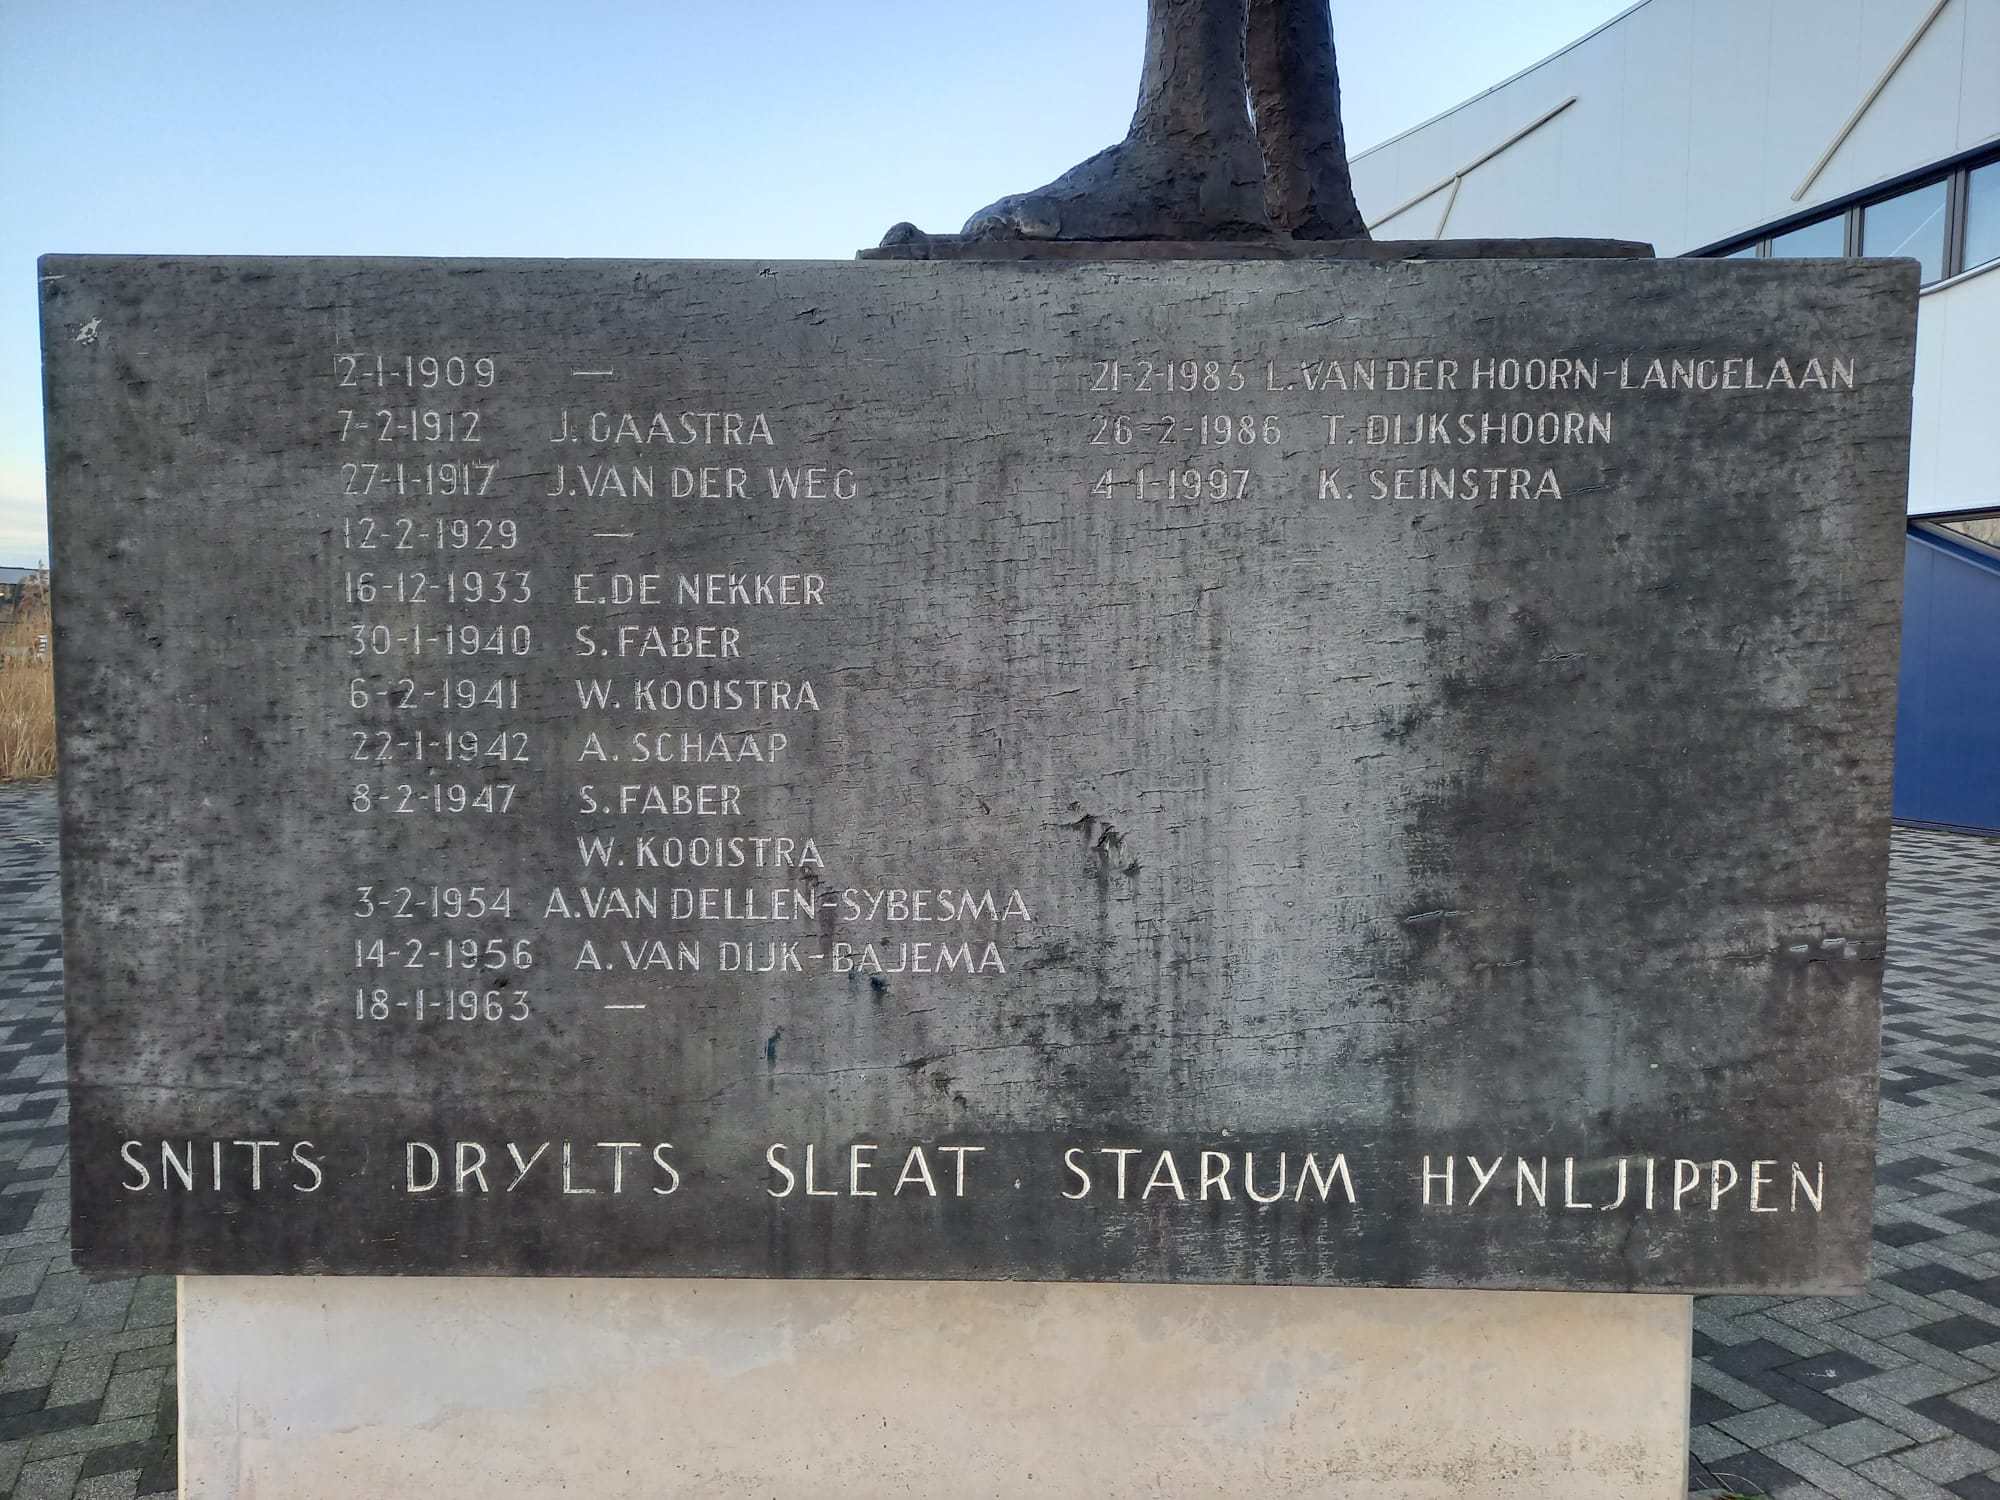 2-1-1909 —
7-2-1912 J. GAASTRA
27-1-1917 J. VAN DER WEG
12-2-1929 —
16-12-1933 E. DE NEKKER
30-1-1940 S. FABER
6-2-1941 W. KOOISTRA
22-1-1942 A. SCHAAP
8-2-1947 S. FABER
W. KOOISTRA
3-2-1954 A. VAN DELLEN-SYBESMA
14-2-1956 A. VAN DIJK-BAJEMA
18-1-1963 —
21-2-1985 L. VAN DER HOORN-LANGELAAN
26-2-1986 T. DIJKSHOORN
4-1-1997 K. SEINSTRA
SNITS DRYLTS SLEAT . STARUM HYNLJIPPEN